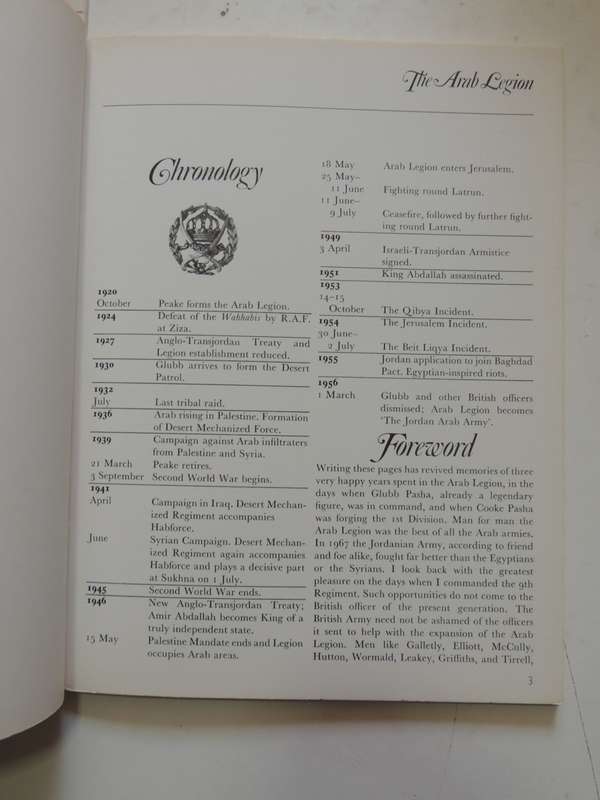 The Arab Legion
Chronology
1920
October Peake forms the Arab Legion.
1924 Defeat of the Wahhabis by R.A.F.
at Ziza.
1927 Anglo-Transjordan Treaty and
Legion establishment reduced.
1930 Glubb arrives to form the Desert
Patrol.
1932
July Last tribal raid.
1936 Arab rising in Palestine. Formation
of Desert Mechanized Force.
1939 Campaign against Arab infiltraters
from Palestine and Syria.
21 March Peake retires.
3 September Second World War begins.
1941
April Campaign in Iraq. Desert Mechan-
ized Regiment accompanies
Habforce.
June Syrian Campaign. Desert Mechan-
ized Regiment again accompanies
Habforce and plays a decisive part
at Sukhna on 1 July.
1945 Second World War ends.
1946 New Anglo-Transjordan Treaty;
Amir Abdallah becomes King of a
truly independent state.
15 May Palestine Mandate ends and Legion
occupies Arab areas.
18 May Arab Legion enters Jerusalem.
25 May–
11 June Fighting round Latrun.
11 June–
9 July Ceasefire, followed by further fight-
ing round Latrun.
1949
3 April Israeli-Transjordan Armistice
signed.
1951 King Abdallah assassinated.
1953
14–15
October The Qibya Incident.
1954 The Jerusalem Incident.
30 June–
2 July The Beit Liqya Incident.
1955 Jordan application to join Baghdad
Pact. Egyptian-inspired riots.
1956
1 March Glubb and other British officers
dismissed; Arab Legion becomes
'The Jordan Arab Army'.
Foreword
Writing these pages has revived memories of three
very happy years spent in the Arab Legion, in the
days when Glubb Pasha, already a legendary
figure, was in command, and when Cooke Pasha
was forging the 1st Division. Man for man the
Arab Legion was the best of all the Arab armies.
In 1967 the Jordanian Army, according to friend
and foe alike, fought far better than the Egyptians
or the Syrians. I look back with the greatest
pleasure on the days when I commanded the 9th
Regiment. Such opportunities do not come to the
British officer of the present generation. The
British Army need not be ashamed of the officers
it sent to help with the expansion of the Arab
Legion. Men like Galletly, Elliott, McCully,
Hutton, Wormald, Leakey, Griffiths, and Tirrell,
3